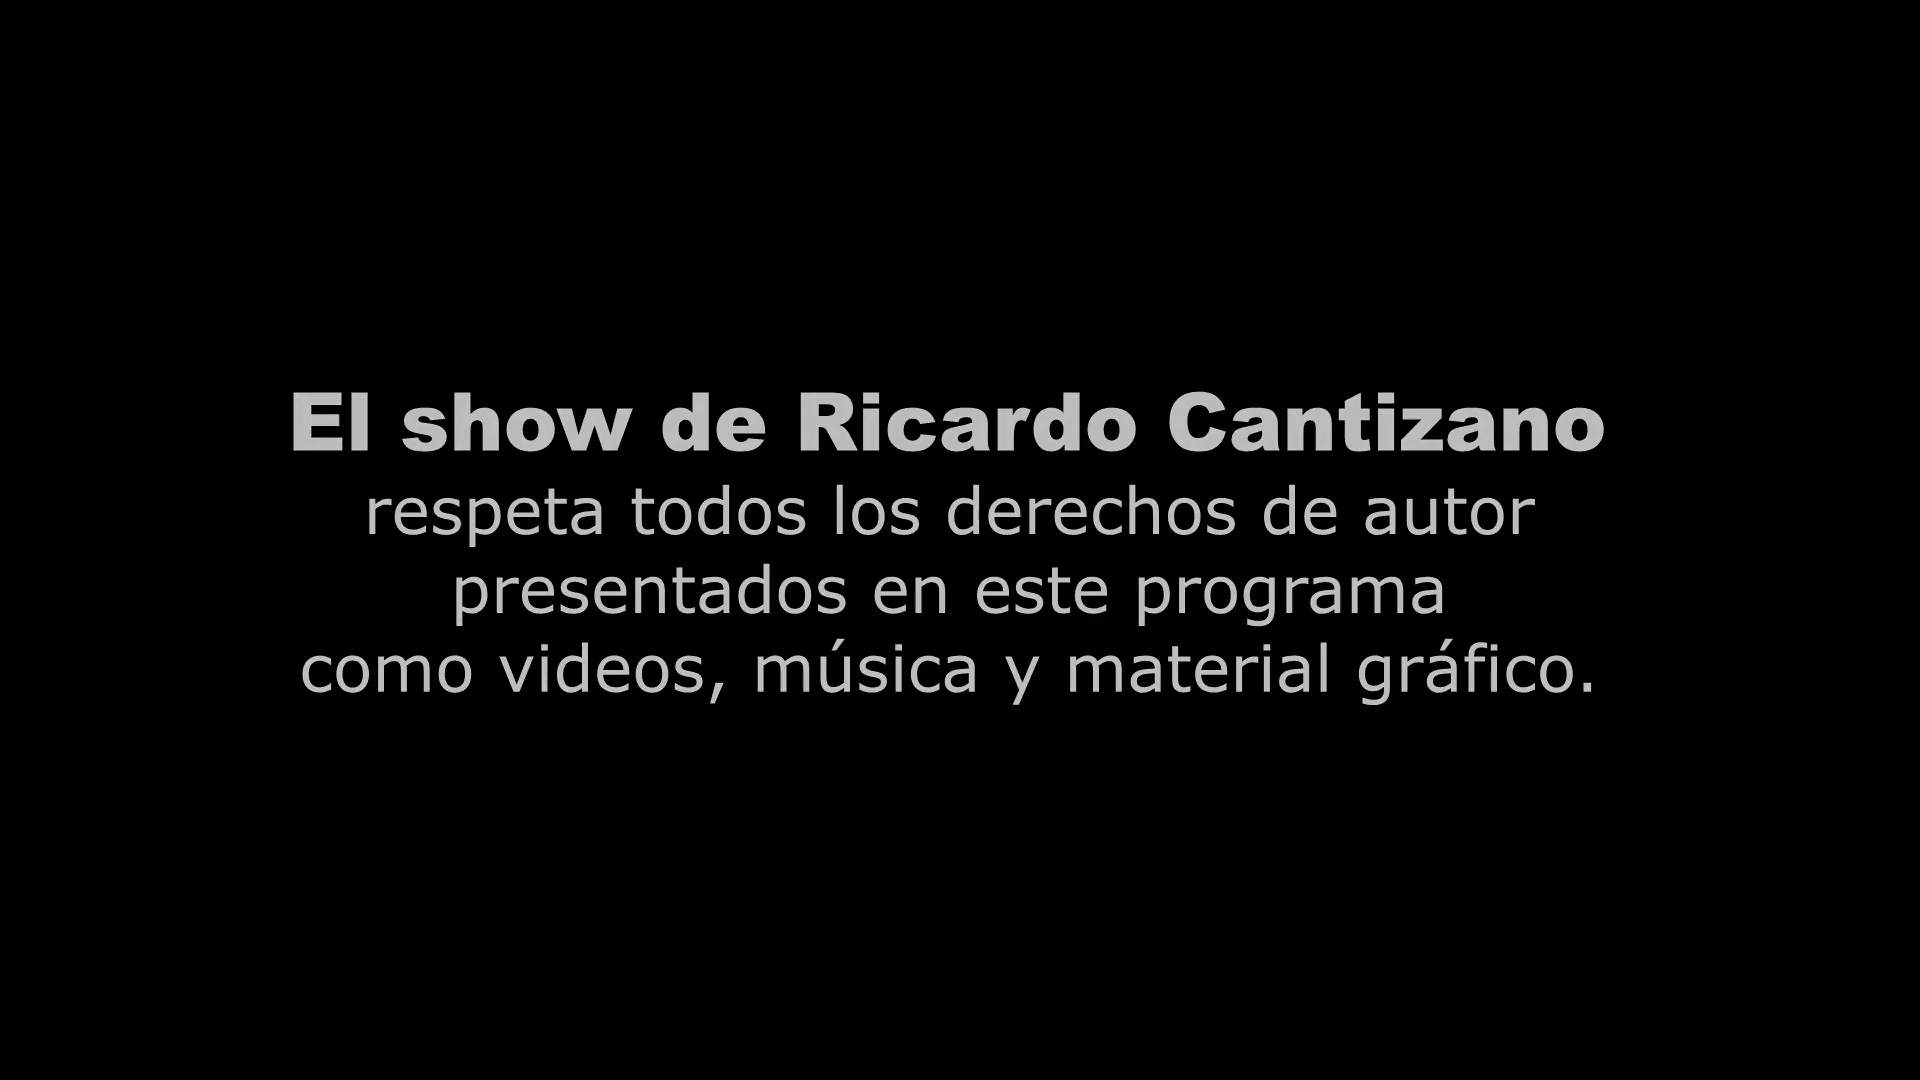 El show de Ricardo Cantizano
respeta todos los derechos de autor
presentados en este programa
como videos, música y material gráfico.